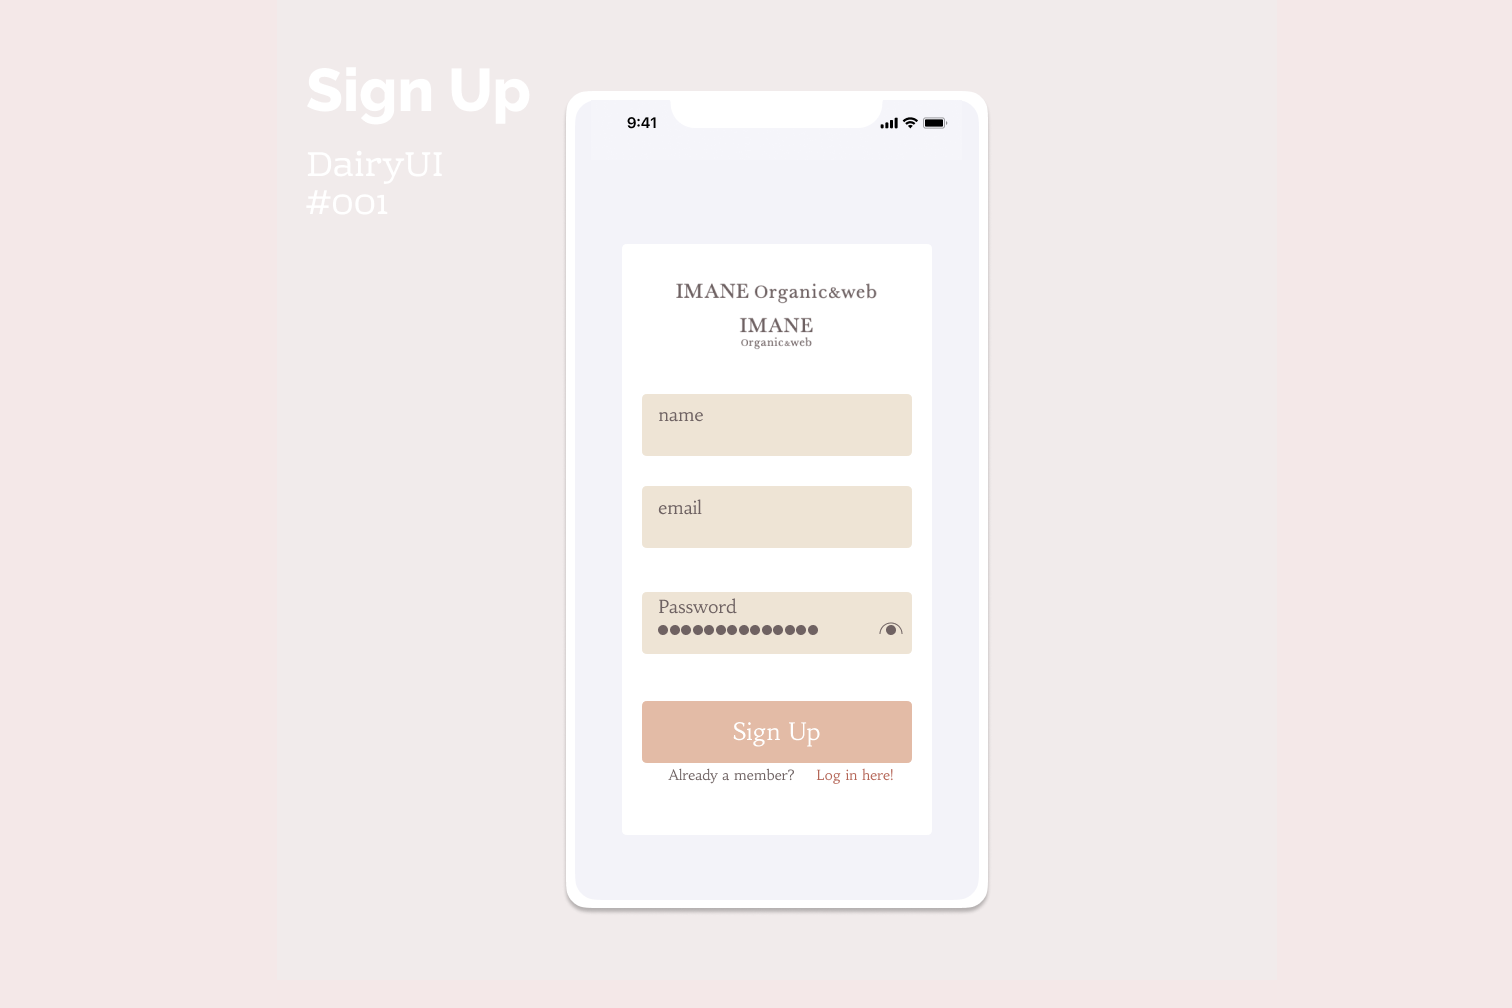 Sign Up
DairyUI
#001
9:41
IMANE Organic&web
IMANE
Organic&web
name
email
Password
Sign Up
Already a member? Log in here!